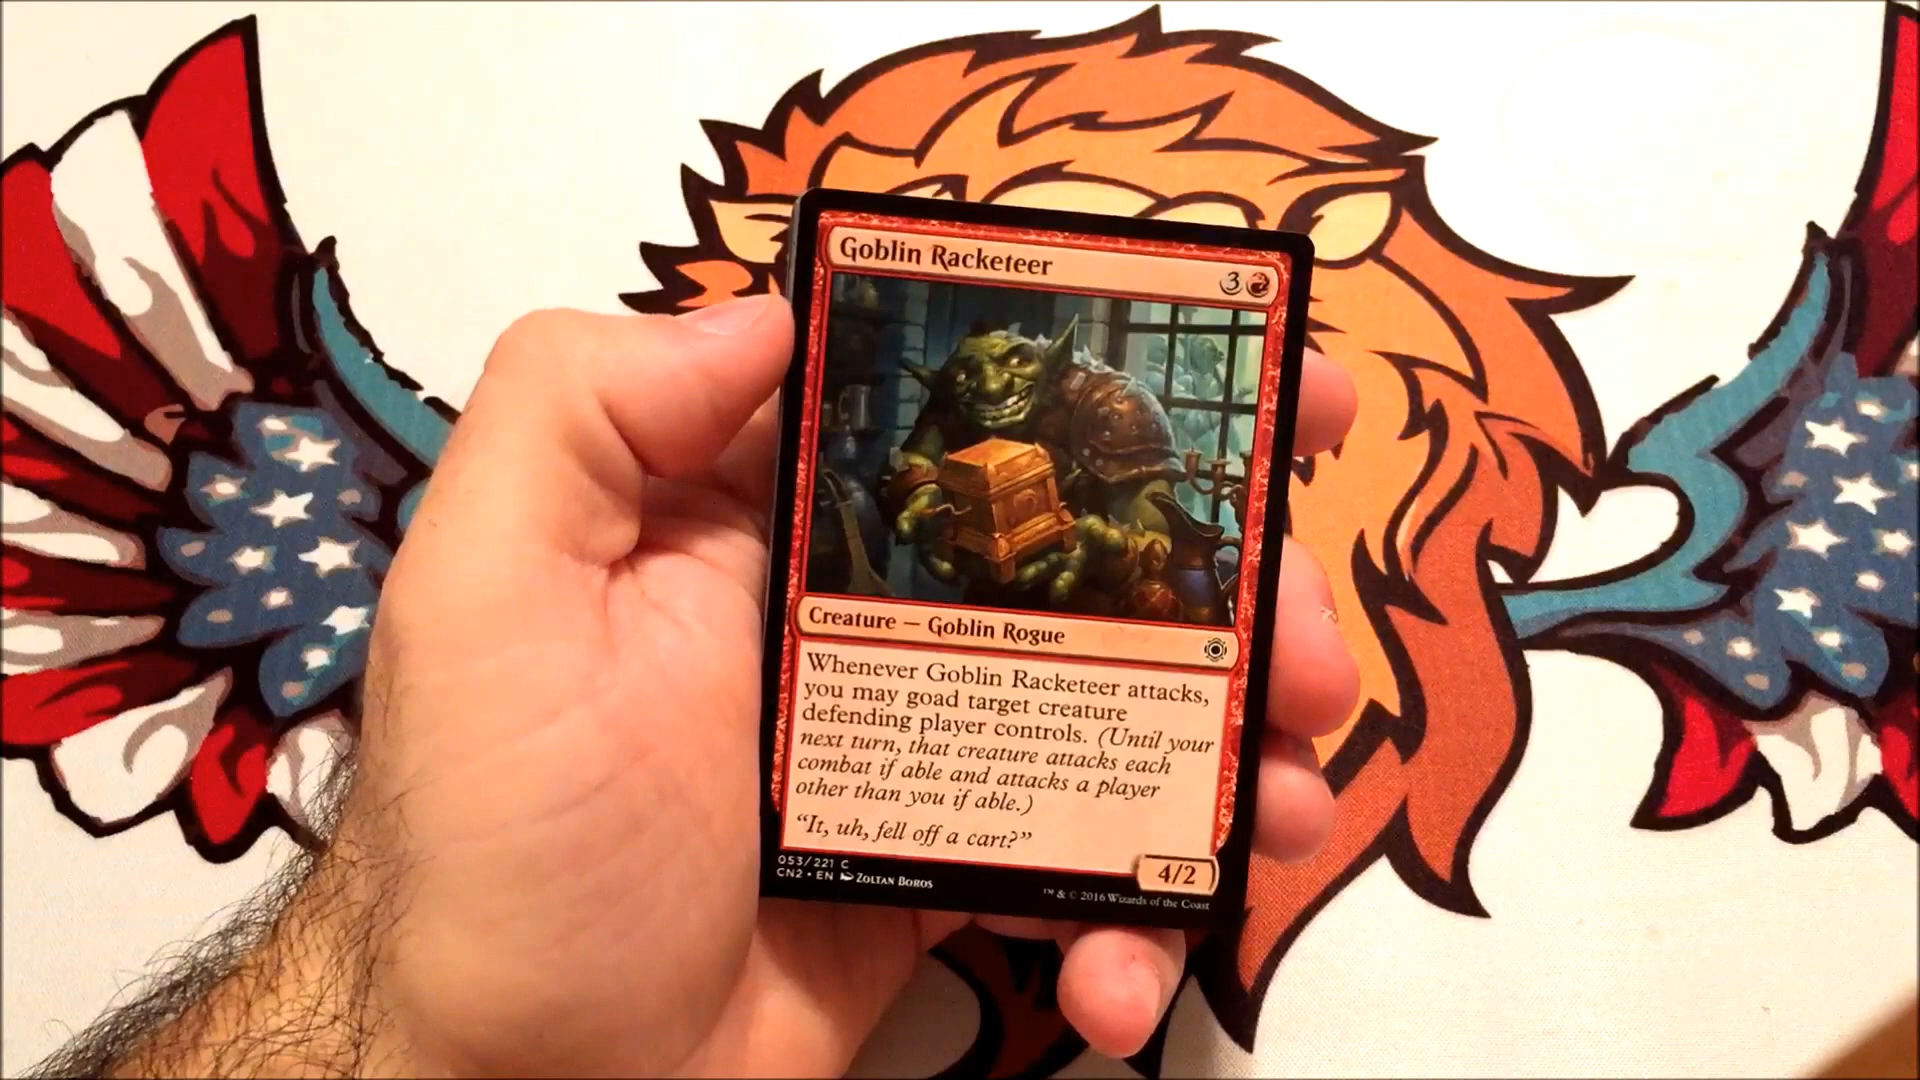 Goblin Racketeer
3
Creature — Goblin Rogue
Whenever Goblin Racketeer attacks,
you may goad target creature
defending player controls. (Until your
next turn, that creature attacks each
combat if able and attacks a player
other than you if able.)
“It, uh, fell off a cart?”
4/2
053/221 C
CN2 • EN Zoltan Boros
™ & © 2016 Wizards of the Coast